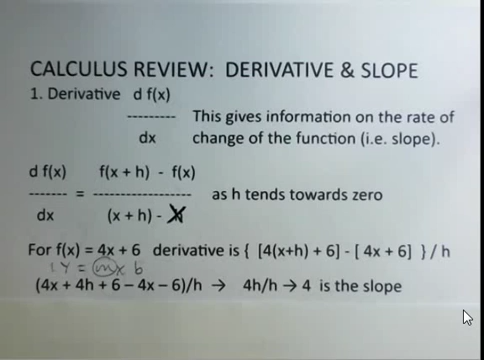 CALCULUS REVIEW: DERIVATIVE & SLOPE
1. Derivative d f(x)
---------
dx
This gives information on the rate of
change of the function (i.e. slope).
d f(x) f(x + h) - f(x)
------- = ------------------- as h tends towards zero
dx (x + h) - x
For f(x) = 4x + 6 derivative is { [4(x+h) + 6] - [ 4x + 6] } / h
Y = mx b
(4x + 4h + 6 – 4x – 6)/h → 4h/h → 4 is the slope